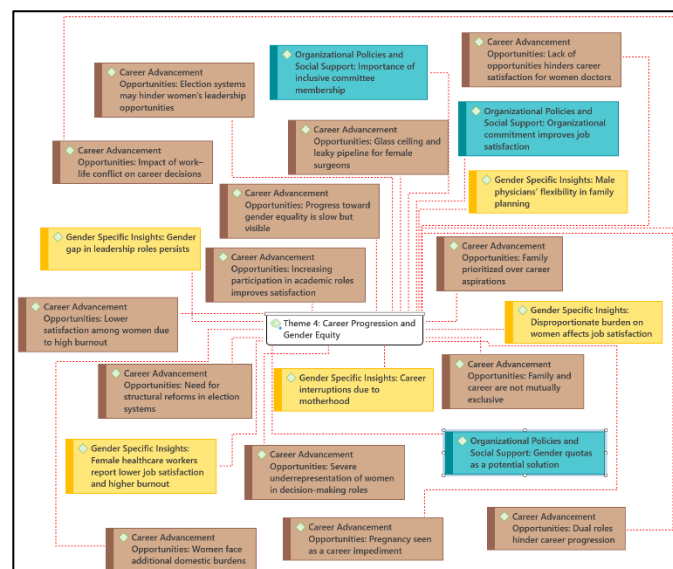 Career Advancement
Opportunities: Election systems
may hinder women's leadership
opportunities
Organizational Policies and
Social Support: Importance of
inclusive committee
membership
Career Advancement
Opportunities: Lack of
opportunities hinders career
satisfaction for women doctors
Career Advancement
Opportunities: Impact of work–
life conflict on career decisions
Career Advancement
Opportunities: Glass ceiling and
leaky pipeline for female
surgeons
Organizational Policies and
Social Support: Organizational
commitment improves job
satisfaction
Career Advancement
Opportunities: Progress toward
gender equality is slow but
visible
Gender Specific Insights: Male
physicians' flexibility in family
planning
Gender Specific Insights: Gender
gap in leadership roles persists
Career Advancement
Opportunities: Increasing
participation in academic roles
improves satisfaction
Career Advancement
Opportunities: Family
prioritized over career
aspirations
Career Advancement
Opportunities: Lower
satisfaction among women due
to high burnout
Theme 4: Career Progression and
Gender Equity
Gender Specific Insights:
Disproportionate burden on
women affects job satisfaction
Career Advancement
Opportunities: Need for
structural reforms in election
systems
Gender Specific Insights: Career
interruptions due to
motherhood
Career Advancement
Opportunities: Family and
career are not mutually
exclusive
Gender Specific Insights:
Female healthcare workers
report lower job satisfaction
and higher burnout
Career Advancement
Opportunities: Severe
underrepresentation of women
in decision-making roles
Organizational Policies and
Social Support: Gender quotas
as a potential solution
Career Advancement
Opportunities: Women face
additional domestic burdens
Career Advancement
Opportunities: Pregnancy seen
as a career impediment
Career Advancement
Opportunities: Dual roles
hinder career progression